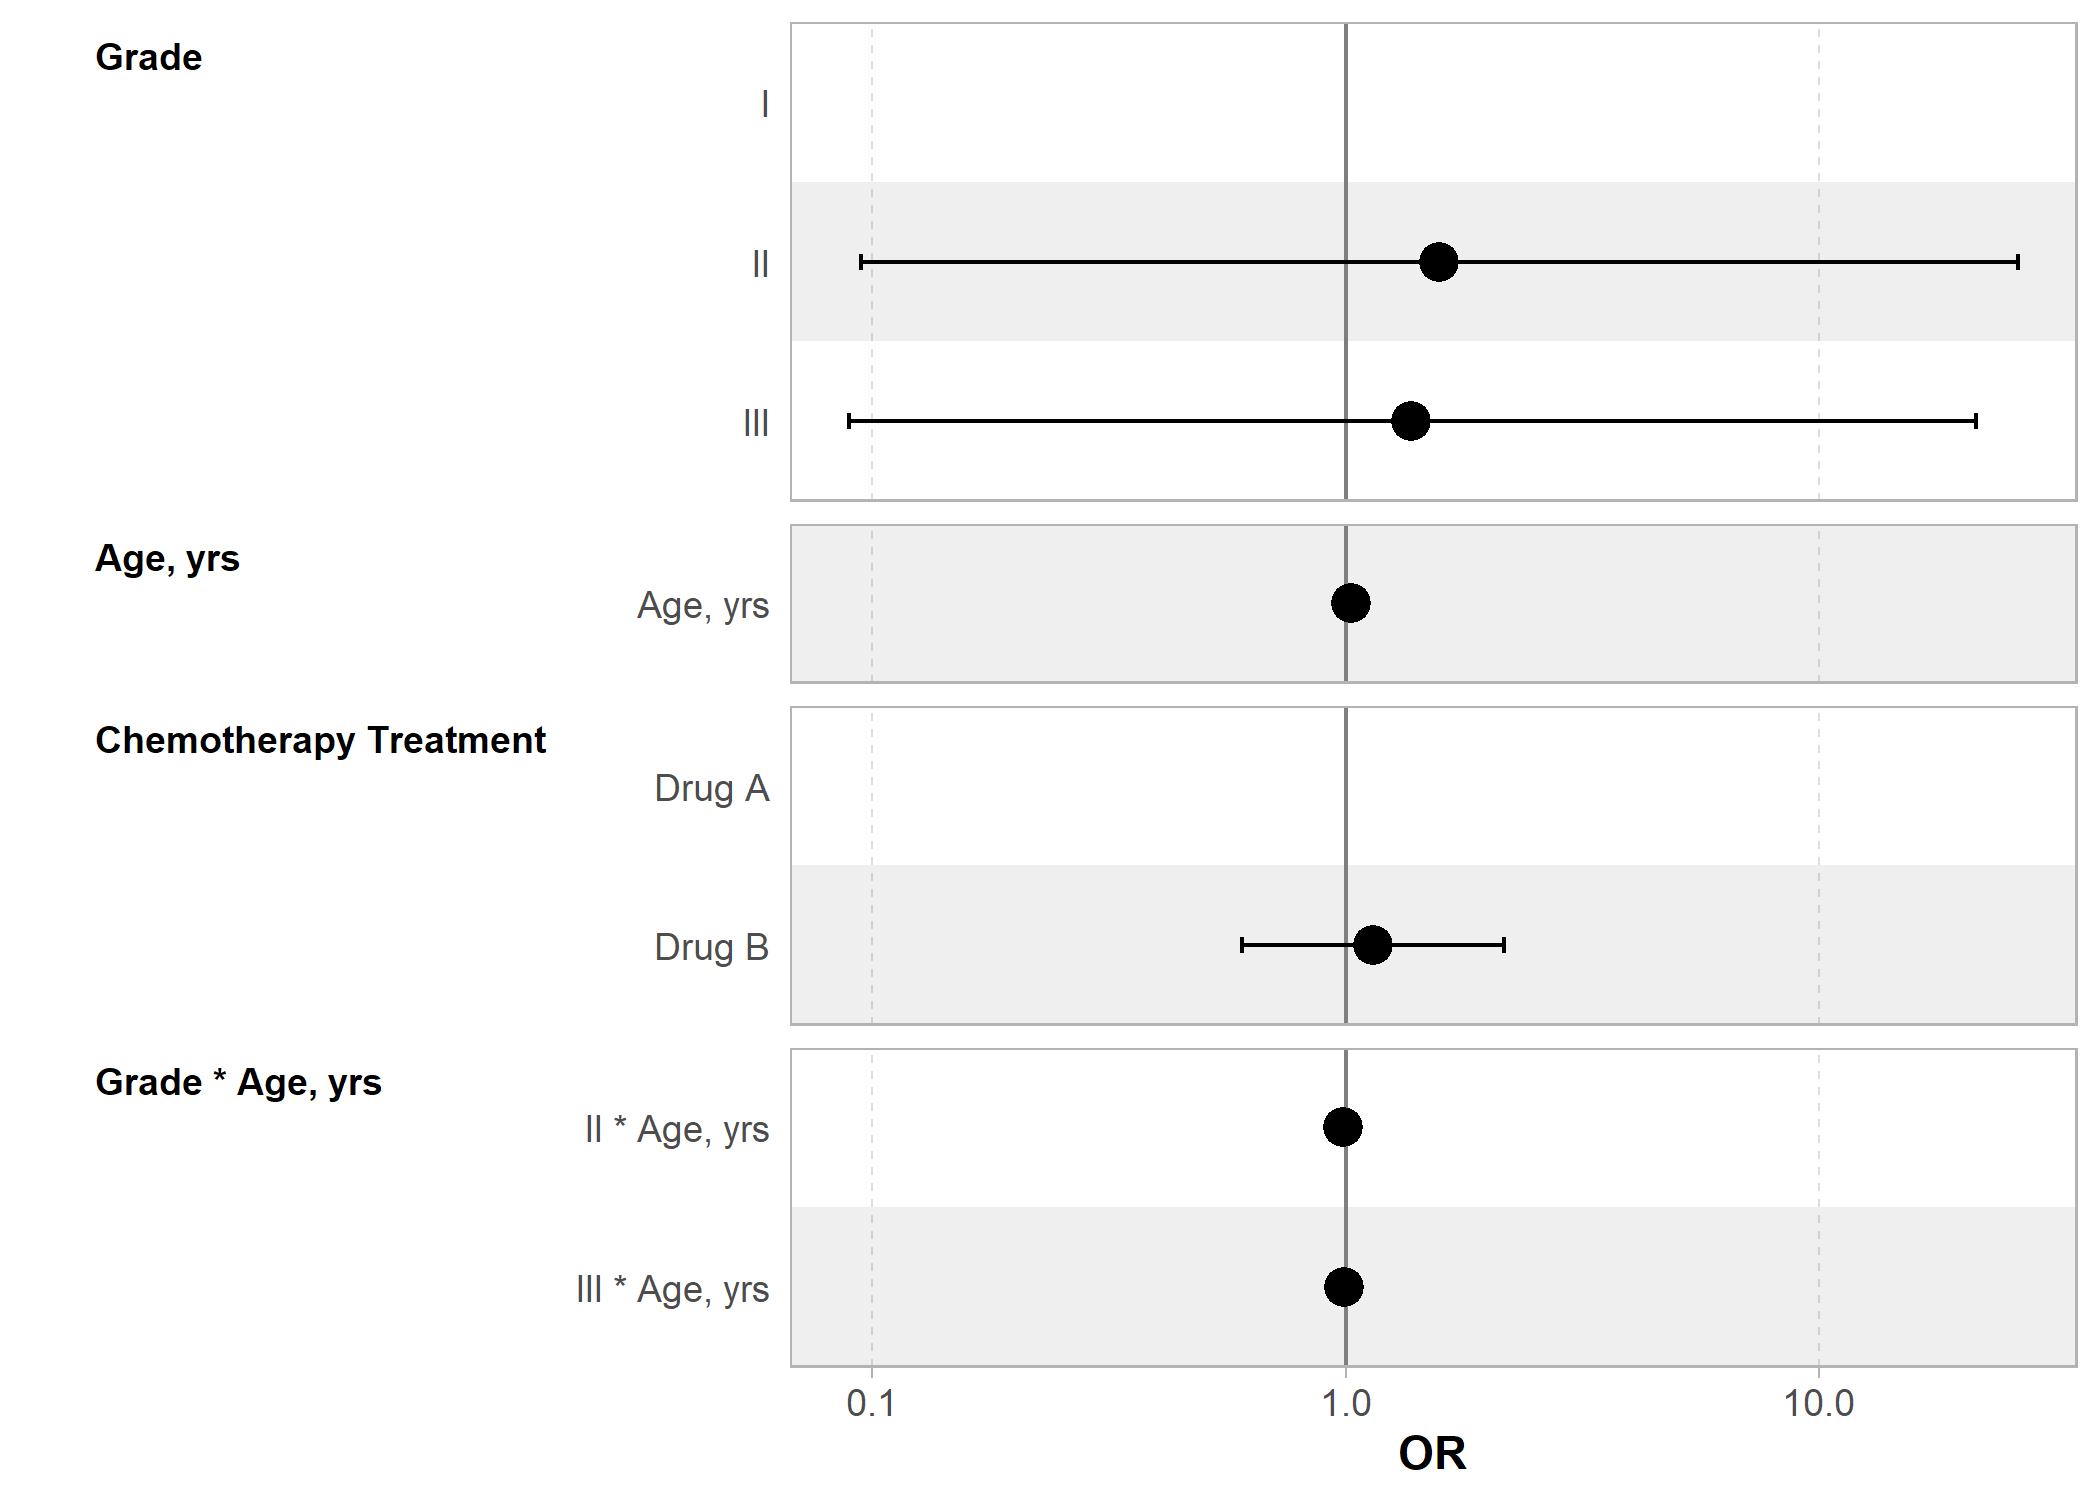 Grade
I
II
III
Age, yrs
Age, yrs
Chemotherapy Treatment
Drug A
Drug B
Grade * Age, yrs
II * Age, yrs
III * Age, yrs
0.1 1.0 10.0
OR